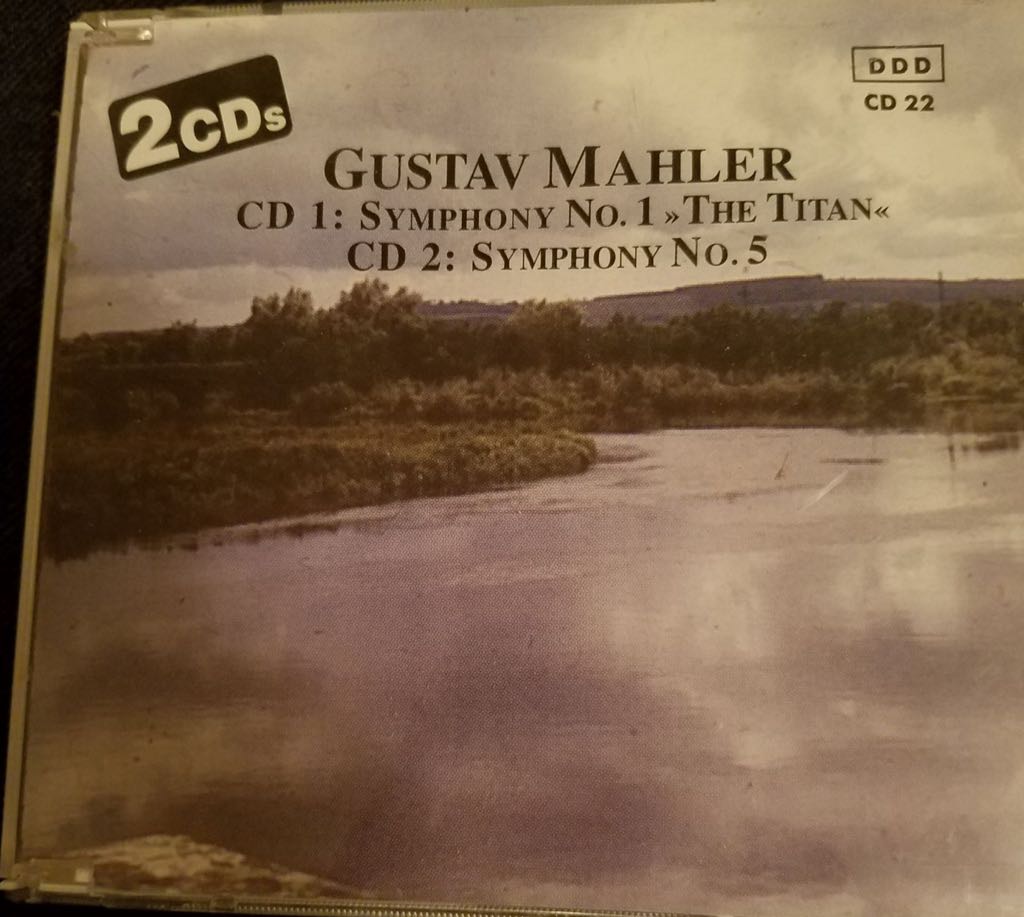 2CDs
DDD
CD 22
GUSTAV MAHLER
CD 1: SYMPHONY NO. 1 »THE TITAN«
CD 2: SYMPHONY NO. 5